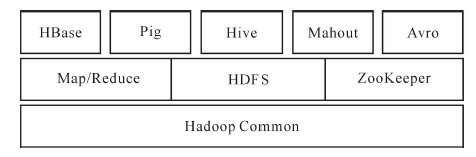 HBase Pig Hive Mahout Avro
Map/Reduce HDFS ZooKeeper
Hadoop Common